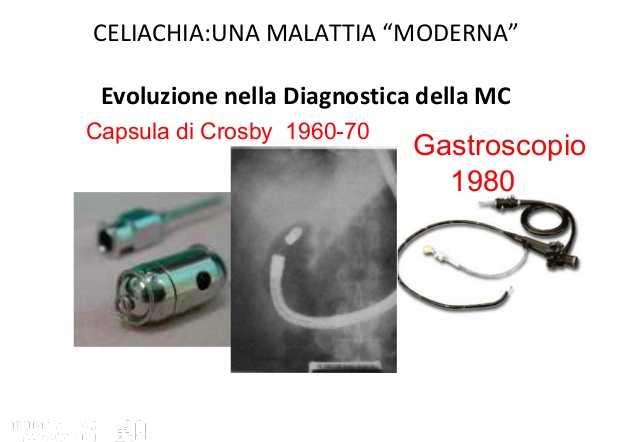 CELIACHIA:UNA MALATTIA “MODERNA”
Evoluzione nella Diagnostica della MC
Capsula di Crosby 1960-70
Gastroscopio
1980